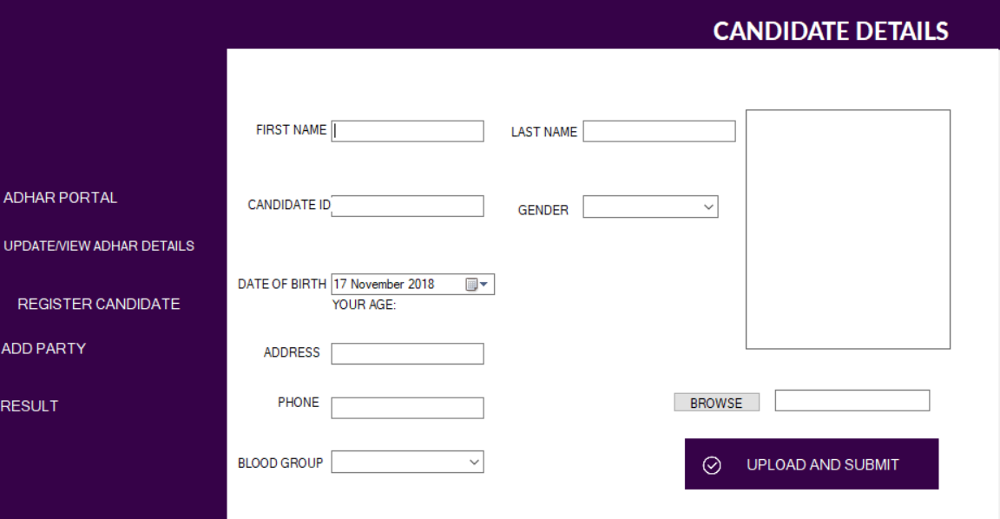 CANDIDATE DETAILS
ADHAR PORTAL
UPDATE/VIEW ADHAR DETAILS
REGISTER CANDIDATE
ADD PARTY
RESULT
FIRST NAME
LAST NAME
CANDIDATE ID
GENDER
DATE OF BIRTH 17 November 2018
YOUR AGE:
ADDRESS
PHONE
BROWSE
BLOOD GROUP
UPLOAD AND SUBMIT